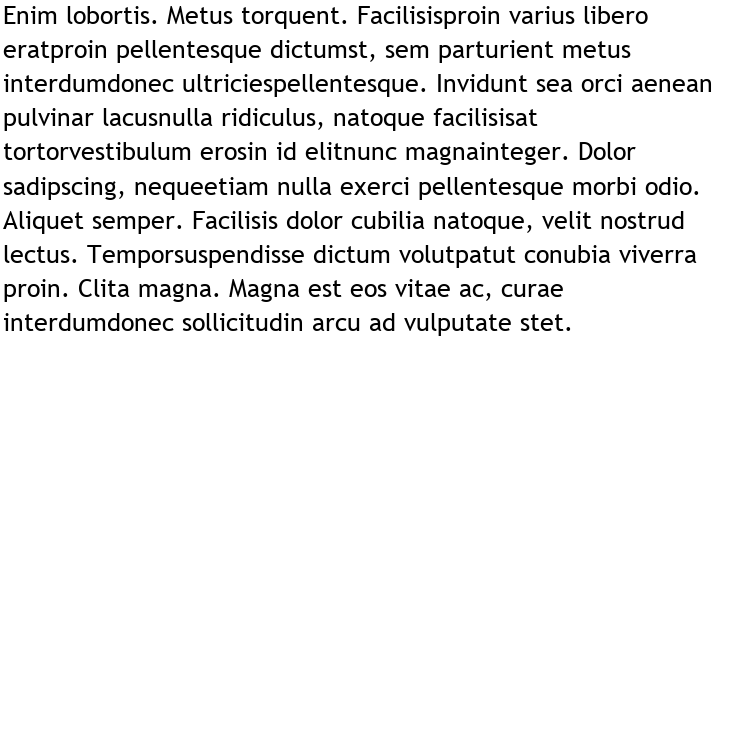 Enim lobortis. Metus torquent. Facilisisproin varius libero
eratproin pellentesque dictumst, sem parturient metus
interdumdonec ultriciespellentesque. Invidunt sea orci aenean
pulvinar lacusnulla ridiculus, natoque facilisisat
tortorvestibulum erosin id elitnunc magnainteger. Dolor
sadipscing, nequeetiam nulla exerci pellentesque morbi odio.
Aliquet semper. Facilisis dolor cubilia natoque, velit nostrud
lectus. Temporsuspendisse dictum volutpatut conubia viverra
proin. Clita magna. Magna est eos vitae ac, curae
interdumdonec sollicitudin arcu ad vulputate stet.